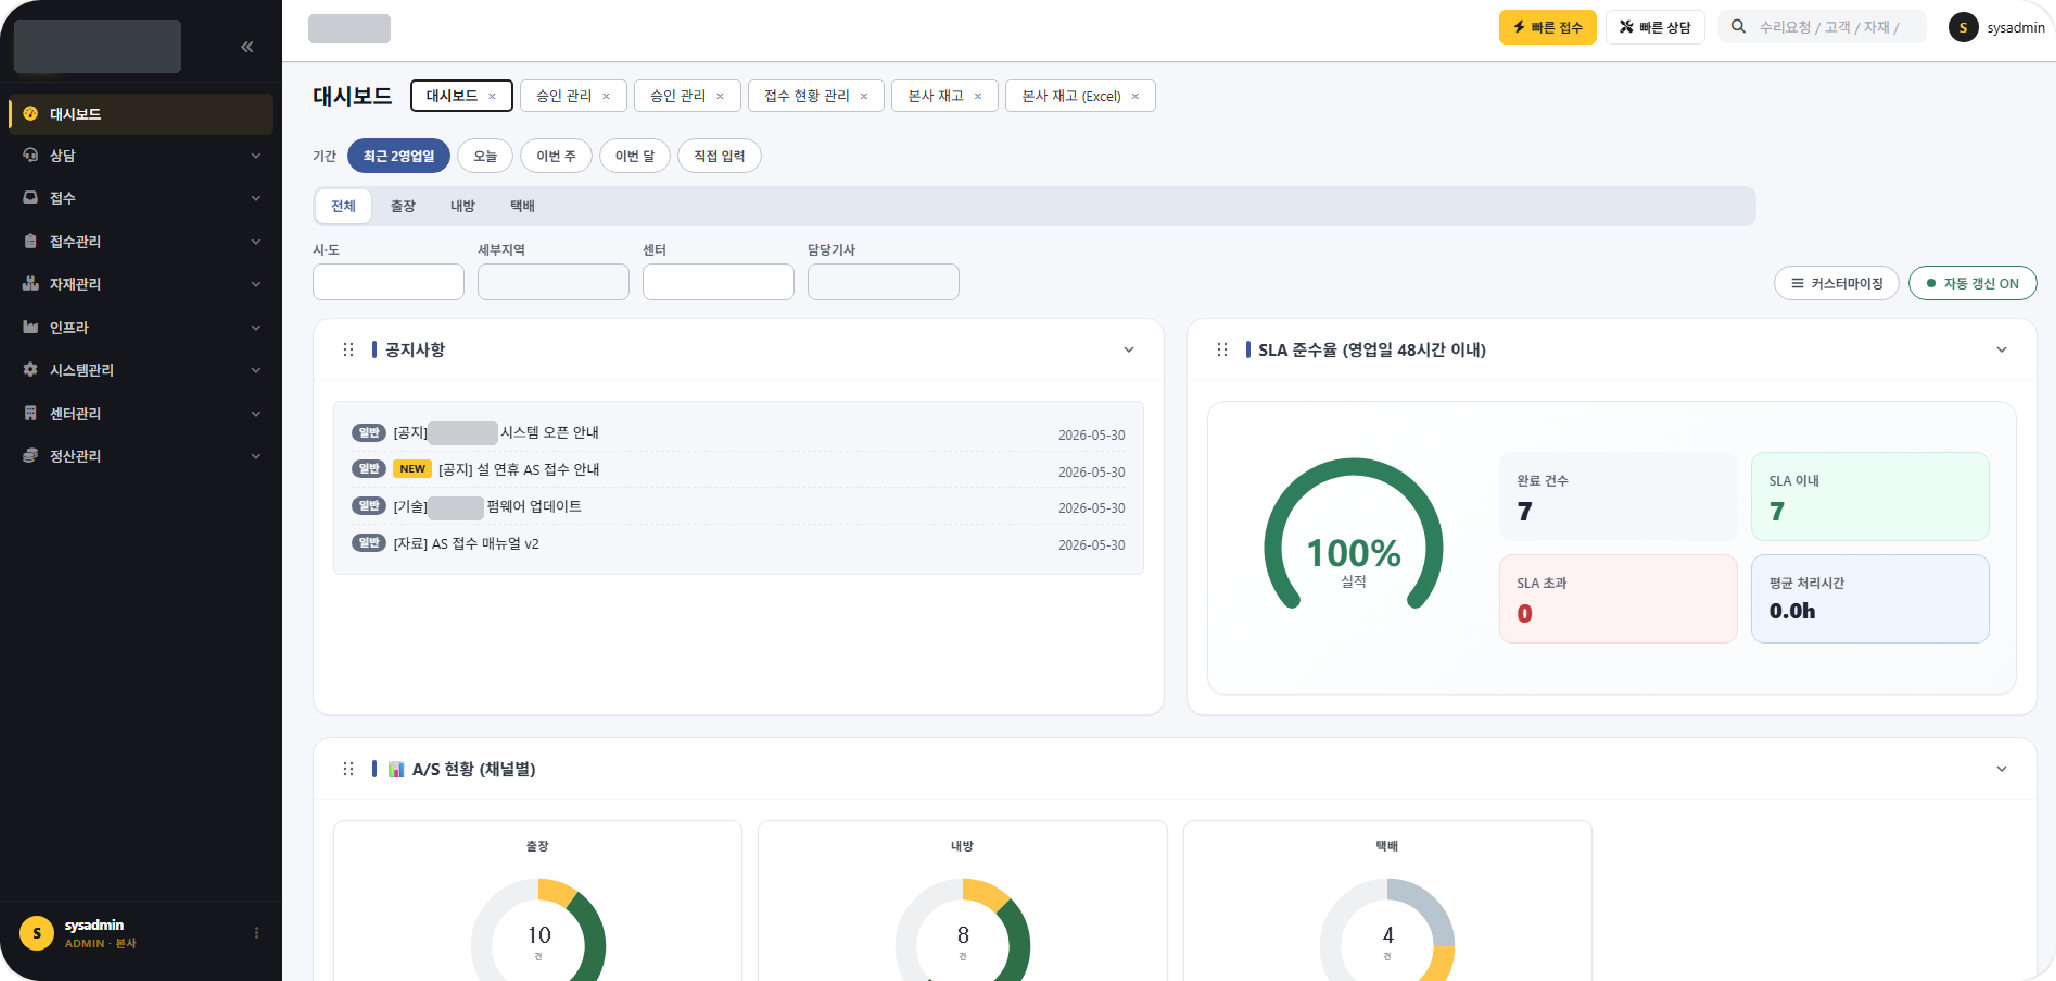 빠른 접수
빠른 상담
수리요청 / 고객 / 자재 /
S
sysadmin
대시보드
상담
접수
접수관리
자재관리
인프라
시스템관리
센터관리
정산관리
S
sysadmin
ADMIN - 본사
대시보드
대시보드 ×
승인 관리 ×
승인 관리 ×
접수 현황 관리 ×
본사 재고 ×
본사 재고 (Excel) ×
기간 최근 2영업일 오늘 이번 주 이번 달 직접 입력
전체 출장 내방 택배
시·도 세부지역 센터 담당기사
커스터마이징 자동 갱신 ON
공지사항
일반 [공지] 시스템 오픈 안내 2026-05-30
일반 NEW [공지] 설 연휴 AS 접수 안내 2026-05-30
일반 [기술] 펌웨어 업데이트 2026-05-30
일반 [자료] AS 접수 매뉴얼 v2 2026-05-30
SLA 준수율 (영업일 48시간 이내)
100%
실적
완료 건수
7
SLA 이내
7
SLA 초과
0
평균 처리시간
0.0h
A/S 현황 (채널별)
출장
10
건
내방
8
건
택배
4
건